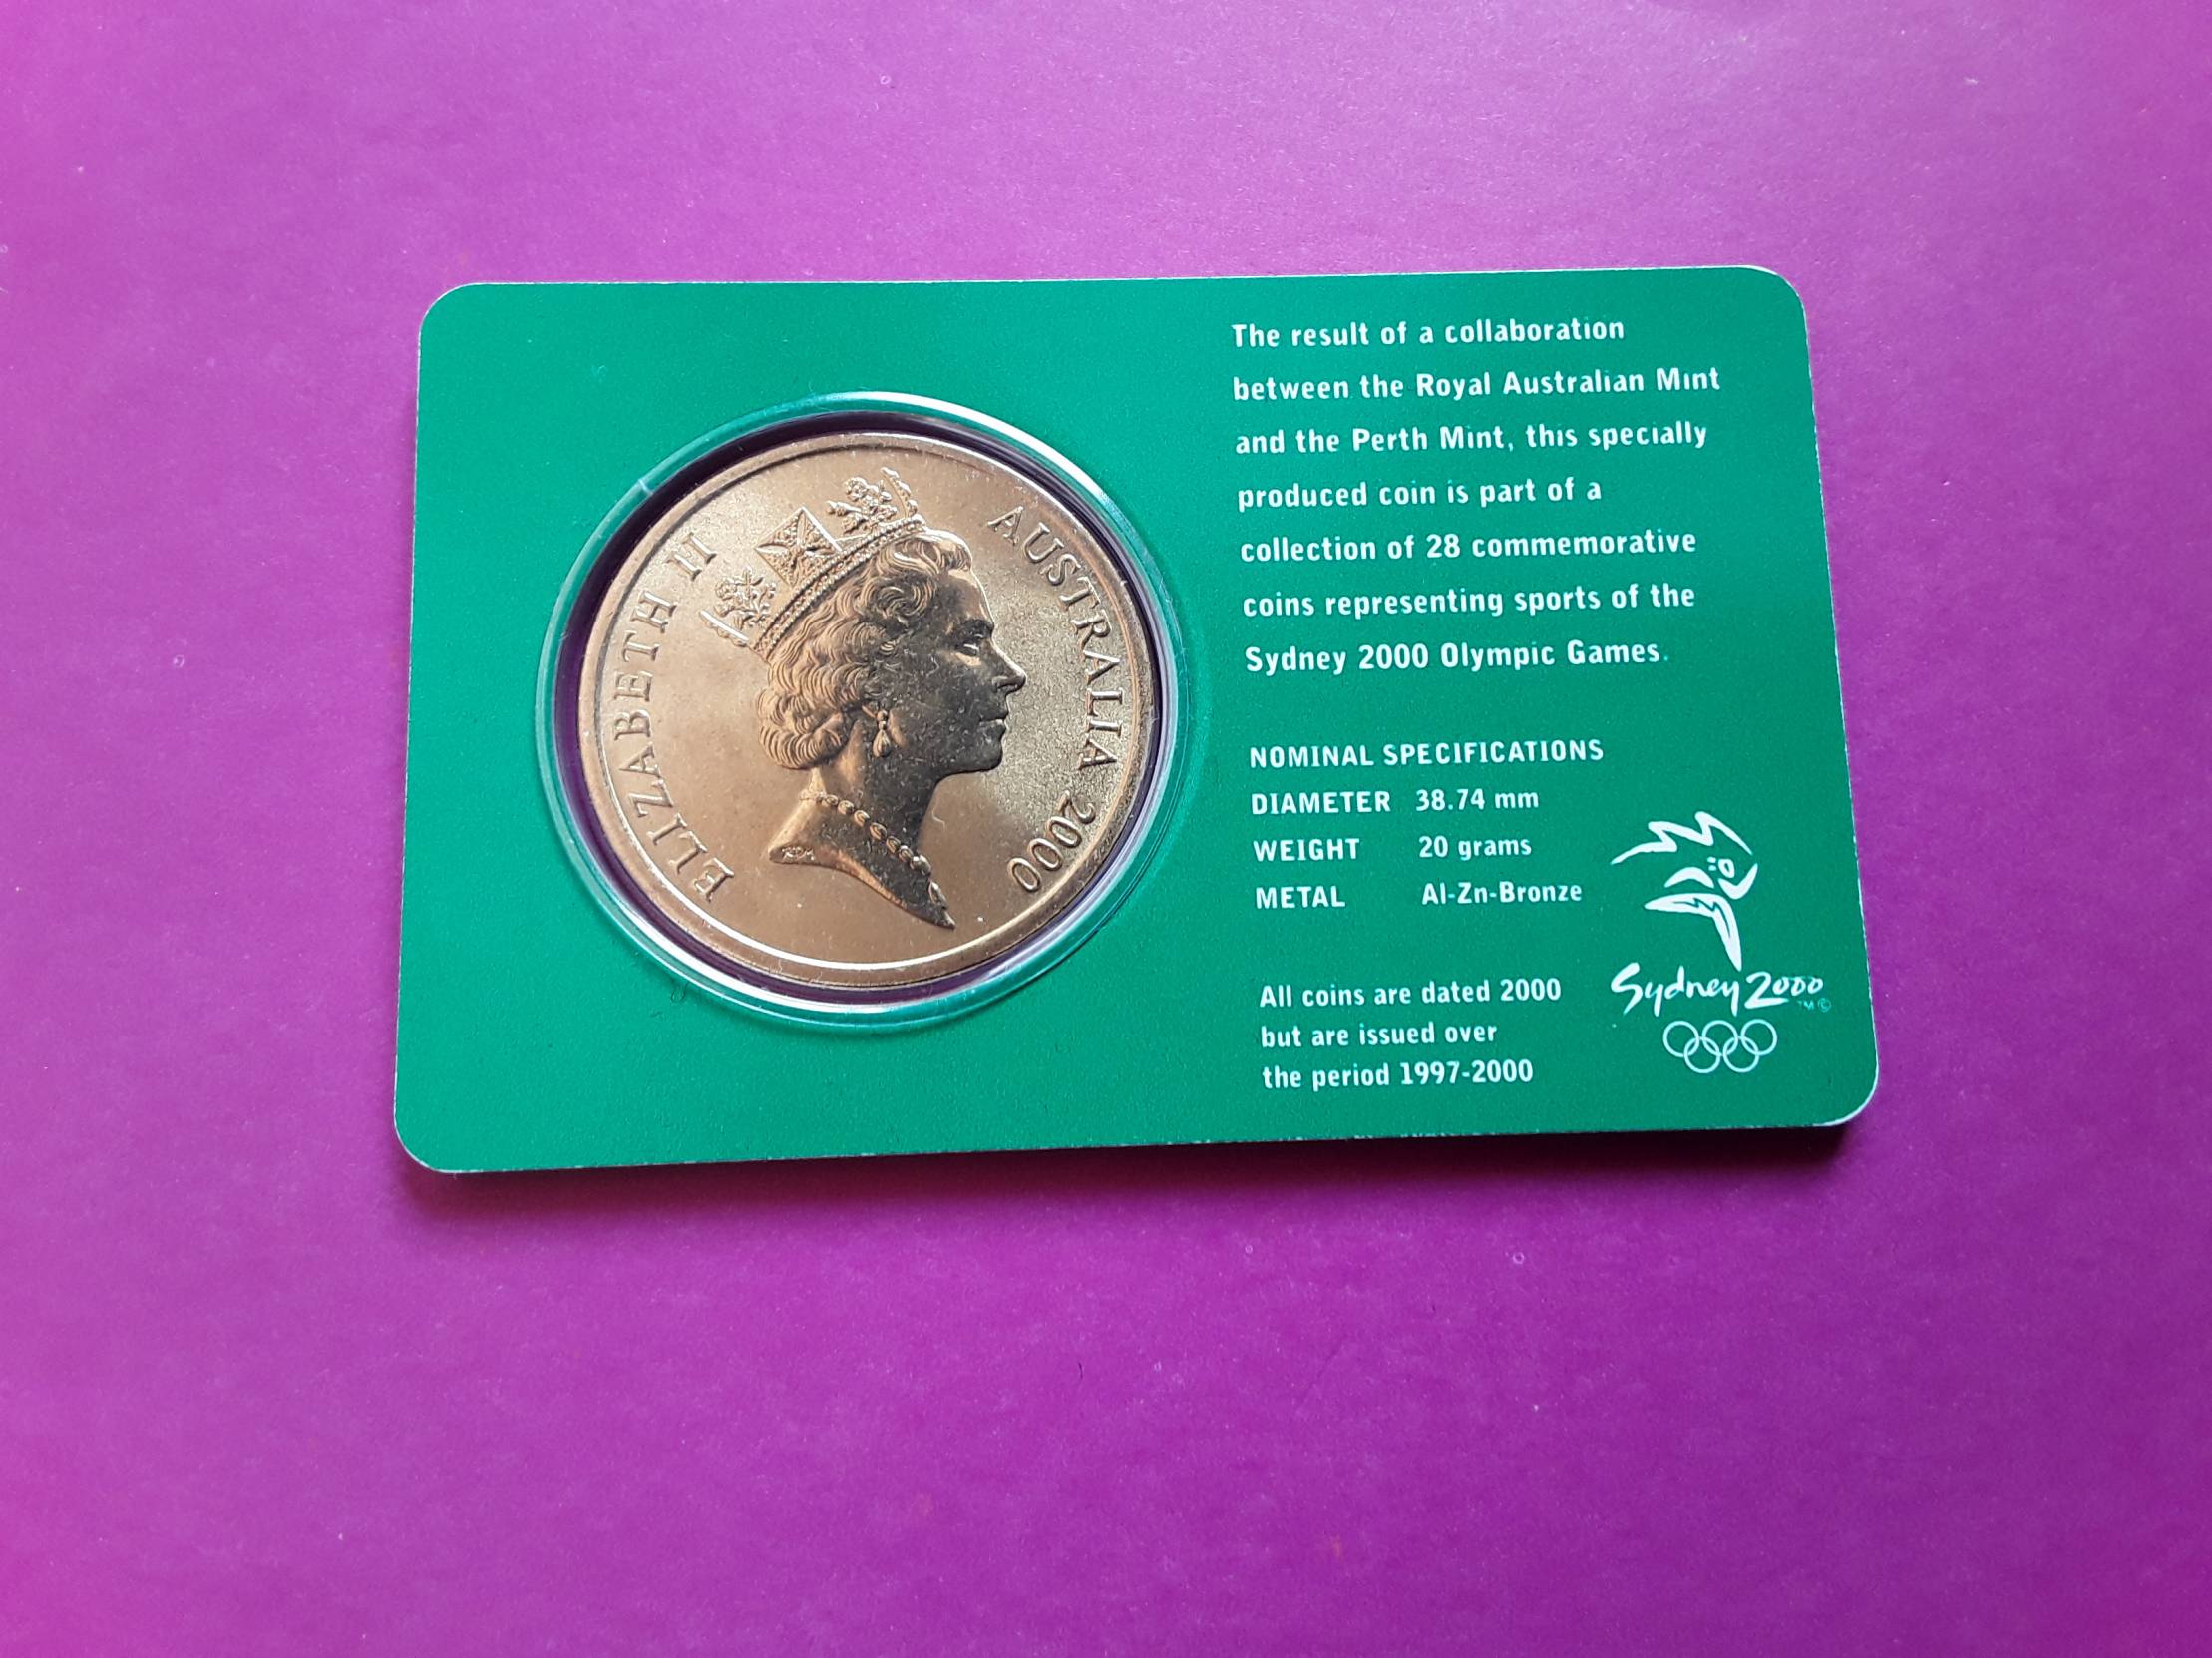 ELIZABETH II
AUSTRALIA 2000
RDM
The result of a collaboration
between the Royal Australian Mint
and the Perth Mint, this specially
produced coin is part of a
collection of 28 commemorative
coins representing sports of the
Sydney 2000 Olympic Games.
NOMINAL SPECIFICATIONS
DIAMETER 38.74 mm
WEIGHT 20 grams
METAL Al-Zn-Bronze
All coins are dated 2000
but are issued over
the period 1997-2000
Sydney 2000
TM ©